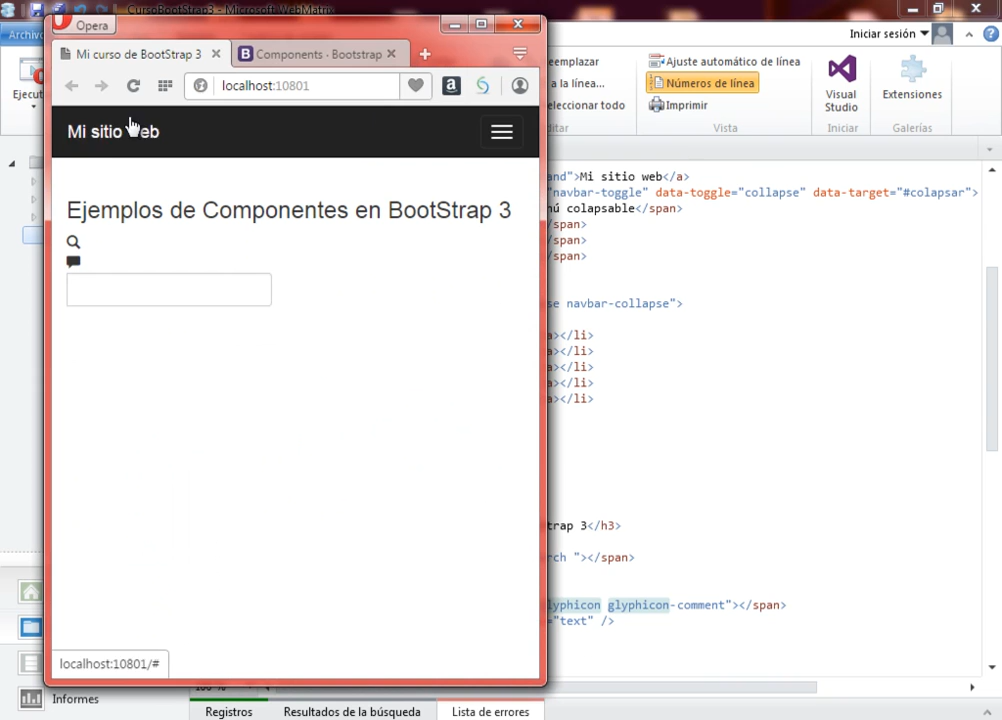 CursoBootStrap3 - Microsoft WebMatrix
Opera
Archiv
Iniciar sesión
Mi curso de BootStrap 3
Components · Bootstrap
localhost:10801
Ejecut
eemplazar
a la línea...
eleccionar todo
itar
Ajuste automático de línea
Números de línea
Imprimir
Vista
Visual
Studio
Iniciar
Extensiones
Galerías
Mi sitio web
and">Mi sitio web</a>
"navbar-toggle" data-toggle="collapse" data-target="#colapsar">
nú colapsable</span>
/span>
/span>
/span>
se navbar-collapse">
a></li>
a></li>
a></li>
a></li>
a></li>
Ejemplos de Componentes en BootStrap 3
trap 3</h3>
rch "></span>
lyphicon glyphicon-comment"></span>
="text" />
localhost:10801/#
Informes
Registros
Resultados de la búsqueda
Lista de errores